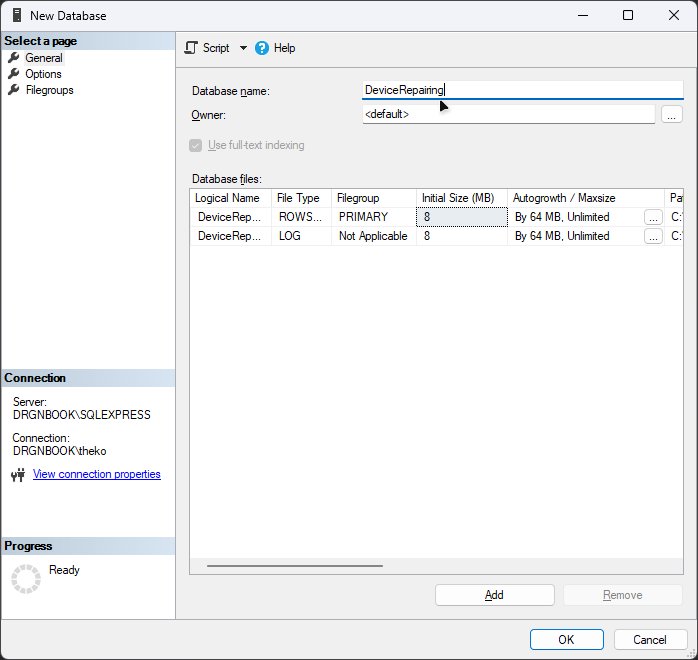 New Database
Select a page
General
Options
Filegroups
Script
Help
Database name:
DeviceRepairing
Owner:
<default>
...
Use full-text indexing
Database files:
Logical Name File Type Filegroup Initial Size (MB) Autogrowth / Maxsize Pat
DeviceRep... ROWS... PRIMARY 8 By 64 MB, Unlimited ... C:\
DeviceRep... LOG Not Applicable 8 By 64 MB, Unlimited ... C:\
Connection
Server:
DRGNBOOK\SQLEXPRESS
Connection:
DRGNBOOK\theko
View connection properties
Progress
Ready
Add
Remove
OK
Cancel